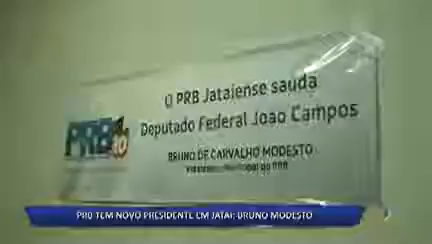 O PRB Jataiense sauda
Deputado Federal Joao Campos
PRB 10
BRUNO DE CARVALHO MODESTO
PRB TEM NOVO PRESIDENTE EM JATAÍ: BRUNO MODESTO